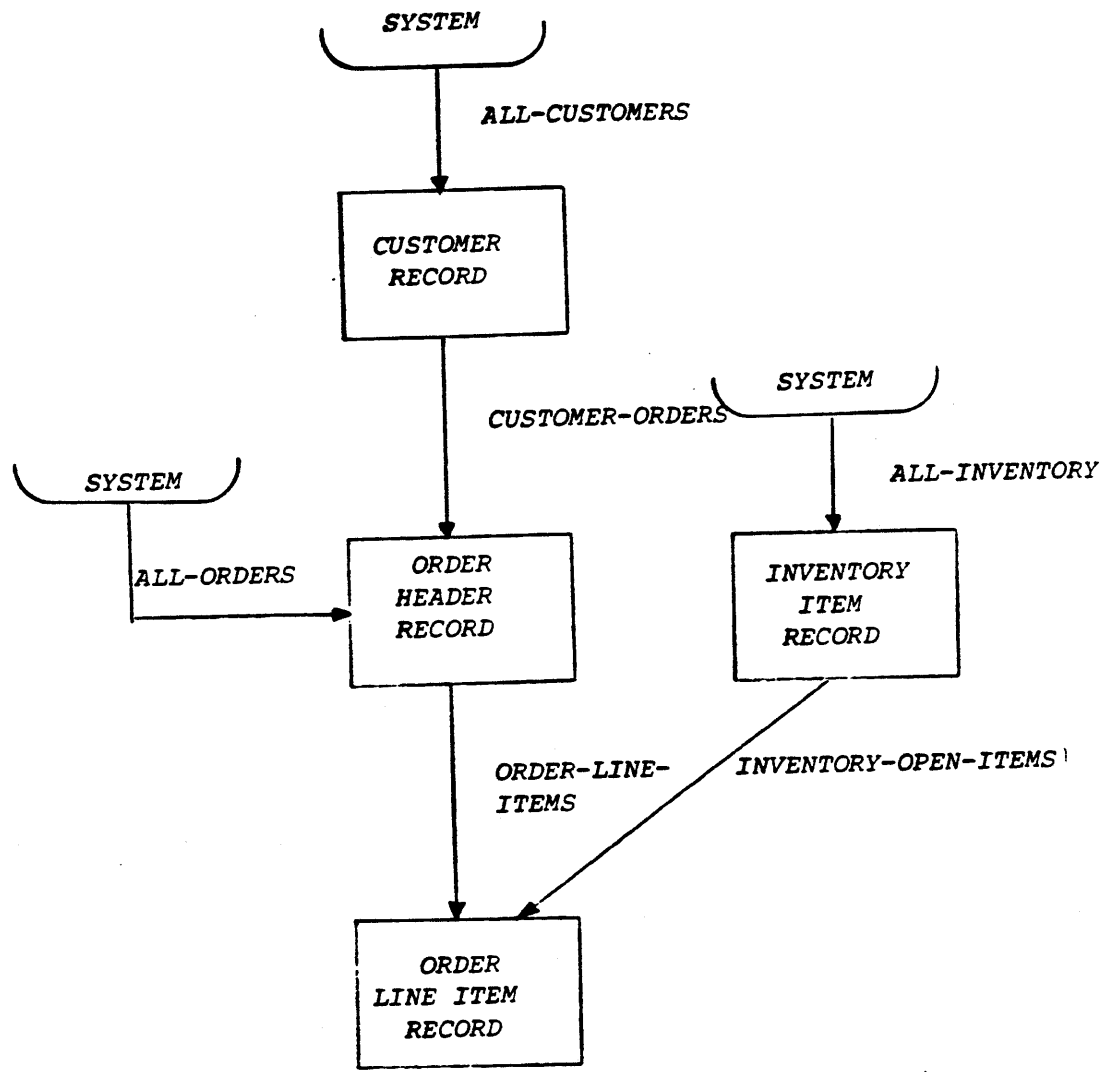 SYSTEM
ALL-CUSTOMERS
CUSTOMER
RECORD
SYSTEM
CUSTOMER-ORDERS
ALL-INVENTORY
SYSTEM
ALL-ORDERS
ORDER
HEADER
RECORD
INVENTORY
ITEM
RECORD
ORDER-LINE-
ITEMS
INVENTORY-OPEN-ITEMS
ORDER
LINE ITEM
RECORD